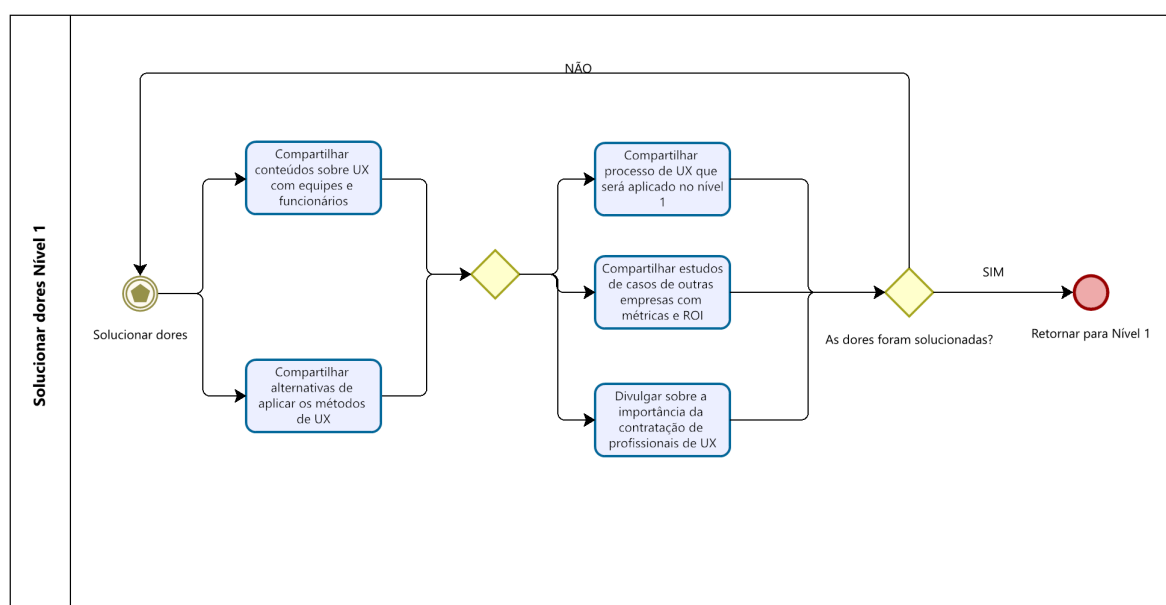 Solucionar dores Nível 1
NÃO
Compartilhar
conteúdos sobre UX
com equipes e
funcionários
Compartilhar
processo de UX que
será aplicado no nível
1
Solucionar dores
Compartilhar estudos
de casos de outras
empresas com
métricas e ROI
As dores foram solucionadas?
SIM
Retornar para Nível 1
Compartilhar
alternativas de
aplicar os métodos
de UX
Divulgar sobre a
importância da
contratação de
profissionais de UX